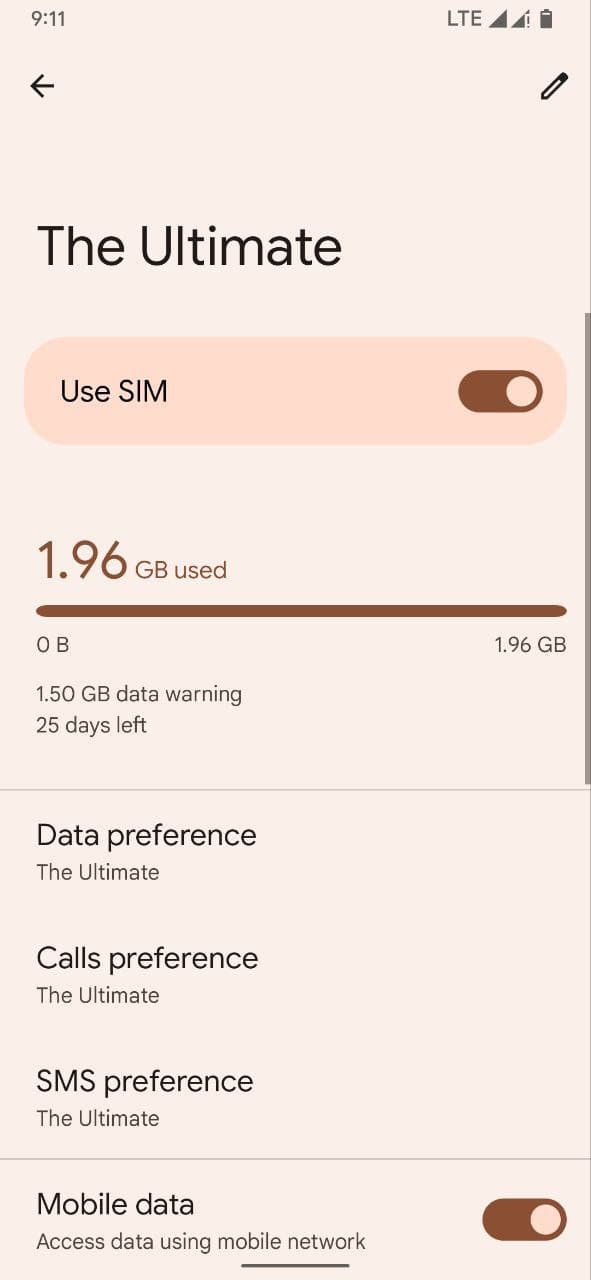 9:11 LTE
The Ultimate
Use SIM
1.96 GB used
0 B 1.96 GB
1.50 GB data warning
25 days left
Data preference
The Ultimate
Calls preference
The Ultimate
SMS preference
The Ultimate
Mobile data
Access data using mobile network